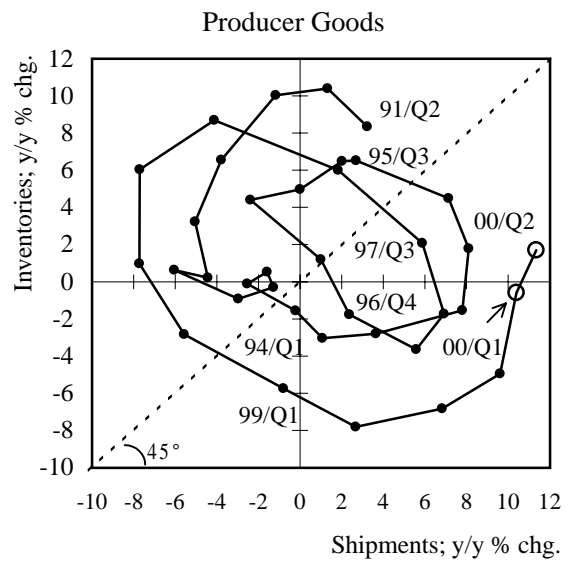 Producer Goods
Inventories; y/y % chg.
12
10
8
6
4
2
0
-2
-4
-6
-8
-10
91/Q2
95/Q3
00/Q2
97/Q3
96/Q4
94/Q1
00/Q1
99/Q1
45°
-10 -8 -6 -4 -2 0 2 4 6 8 10 12
Shipments; y/y % chg.